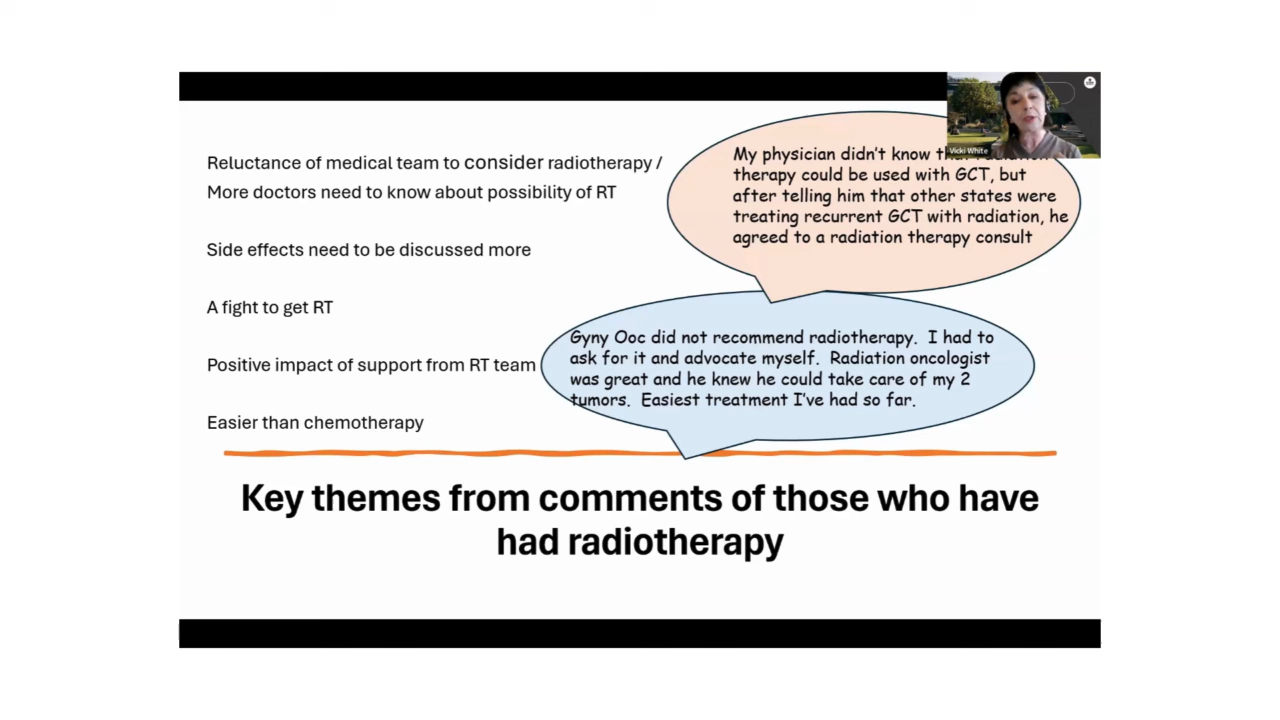 Reluctance of medical team to consider radiotherapy /
More doctors need to know about possibility of RT
Side effects need to be discussed more
A fight to get RT
Positive impact of support from RT team
Easier than chemotherapy
My physician didn't know
therapy could be used with GCT, but
after telling him that other states were
treating recurrent GCT with radiation, he
agreed to a radiation therapy consult
Gyny Ooc did not recommend radiotherapy. I had to
ask for it and advocate myself. Radiation oncologist
was great and he knew he could take care of my 2
tumors. Easiest treatment I've had so far.
Key themes from comments of those who have
had radiotherapy
Vicki White